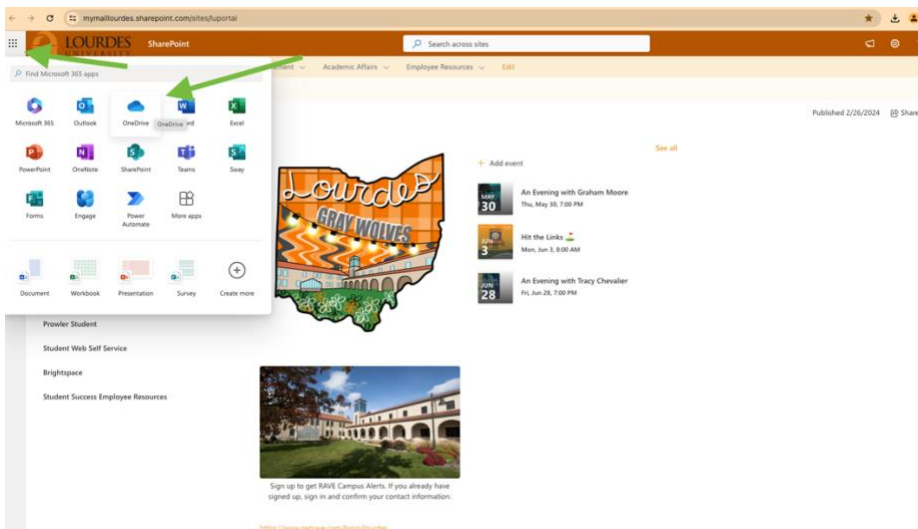 mymaillourdes.sharepoint.com/sites/luportal
LOURDES
UNIVERSITY
SharePoint
Search across sites
Find Microsoft 365 apps
Academic Affairs
Employee Resources
Edit
Published 2/26/2024
Share
Microsoft 365
Outlook
OneDrive
OneDrive
Excel
PowerPoint
OneNote
SharePoint
Teams
Sway
Forms
Engage
Power
Automate
More apps
Document
Workbook
Presentation
Survey
Create more
Prowler Student
Student Web Self Service
Brightspace
Student Success Employee Resources
Lourdes
GRAY WOLVES
See all
Add event
MAY
30
An Evening with Graham Moore
Thu, May 30, 7:00 PM
JUN
3
Hit the Links
Mon, Jun 3, 8:00 AM
JUN
28
An Evening with Tracy Chevalier
Fri, Jun 28, 7:00 PM
Sign up to get RAVE Campus Alerts. If you already have
signed up, sign in and confirm your contact information.